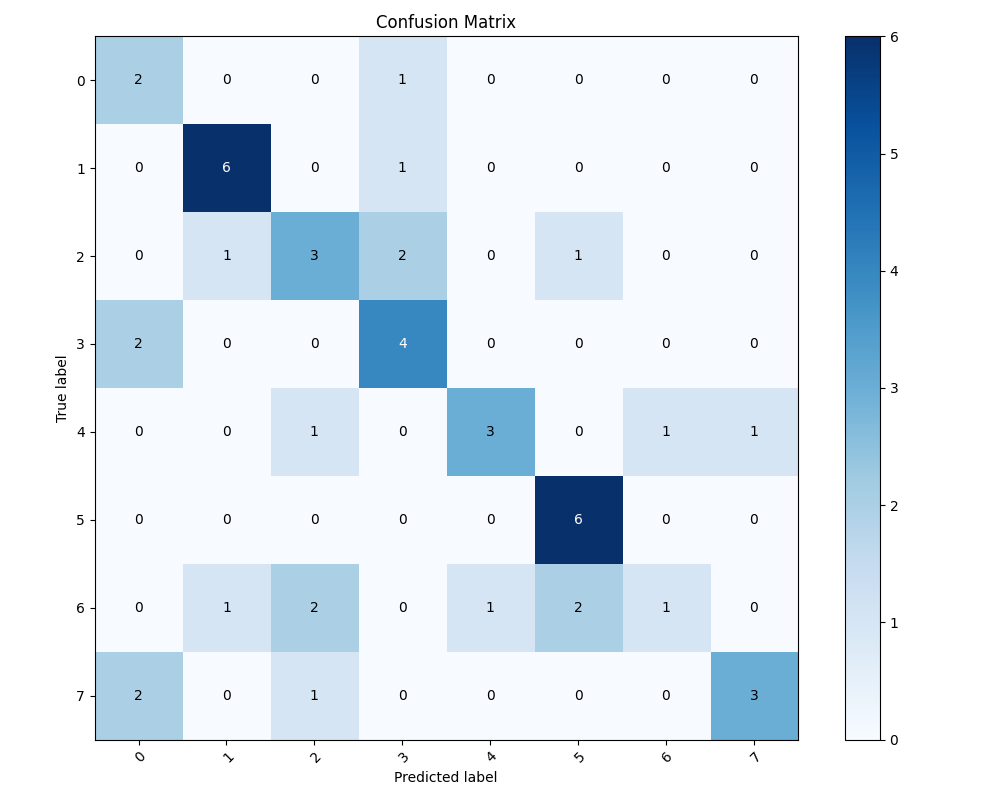 Confusion Matrix
0 2 0 0 1 0 0 0 0
1 0 6 0 1 0 0 0 0
2 0 1 3 2 0 1 0 0
3 2 0 0 4 0 0 0 0
4 0 0 1 0 3 0 1 1
5 0 0 0 0 0 6 0 0
6 0 1 2 0 1 2 1 0
7 2 0 1 0 0 0 0 3
0 1 2 3 4 5 6 7
True label
Predicted label
6
5
4
3
2
1
0